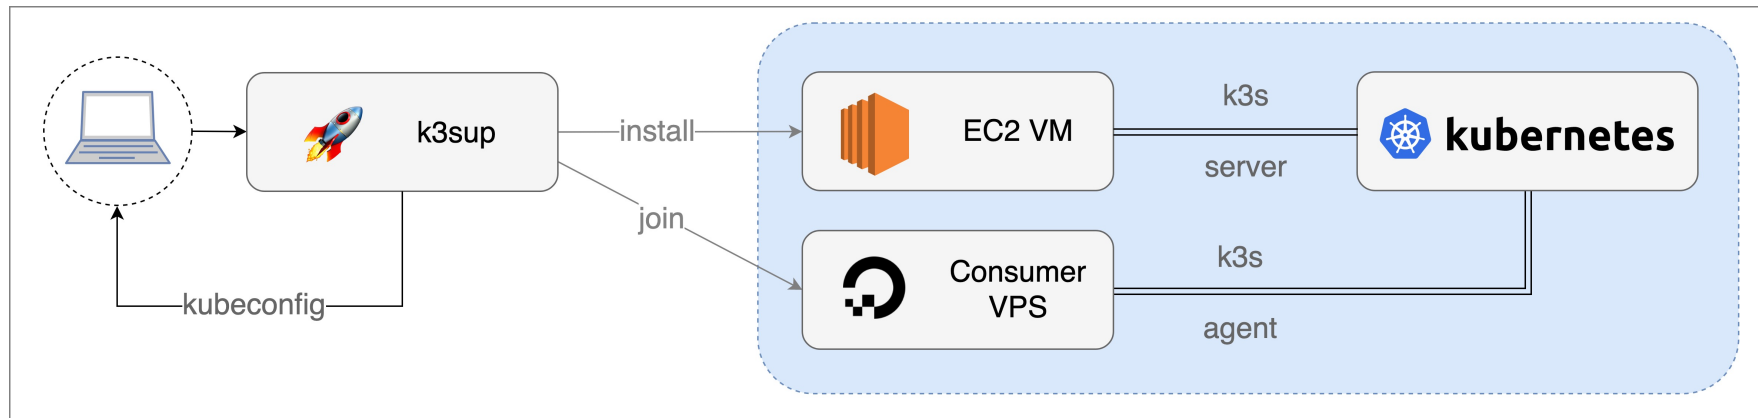 k3sup
install
join
kubeconfig
EC2 VM
k3s
server
kubernetes
Consumer
VPS
k3s
agent